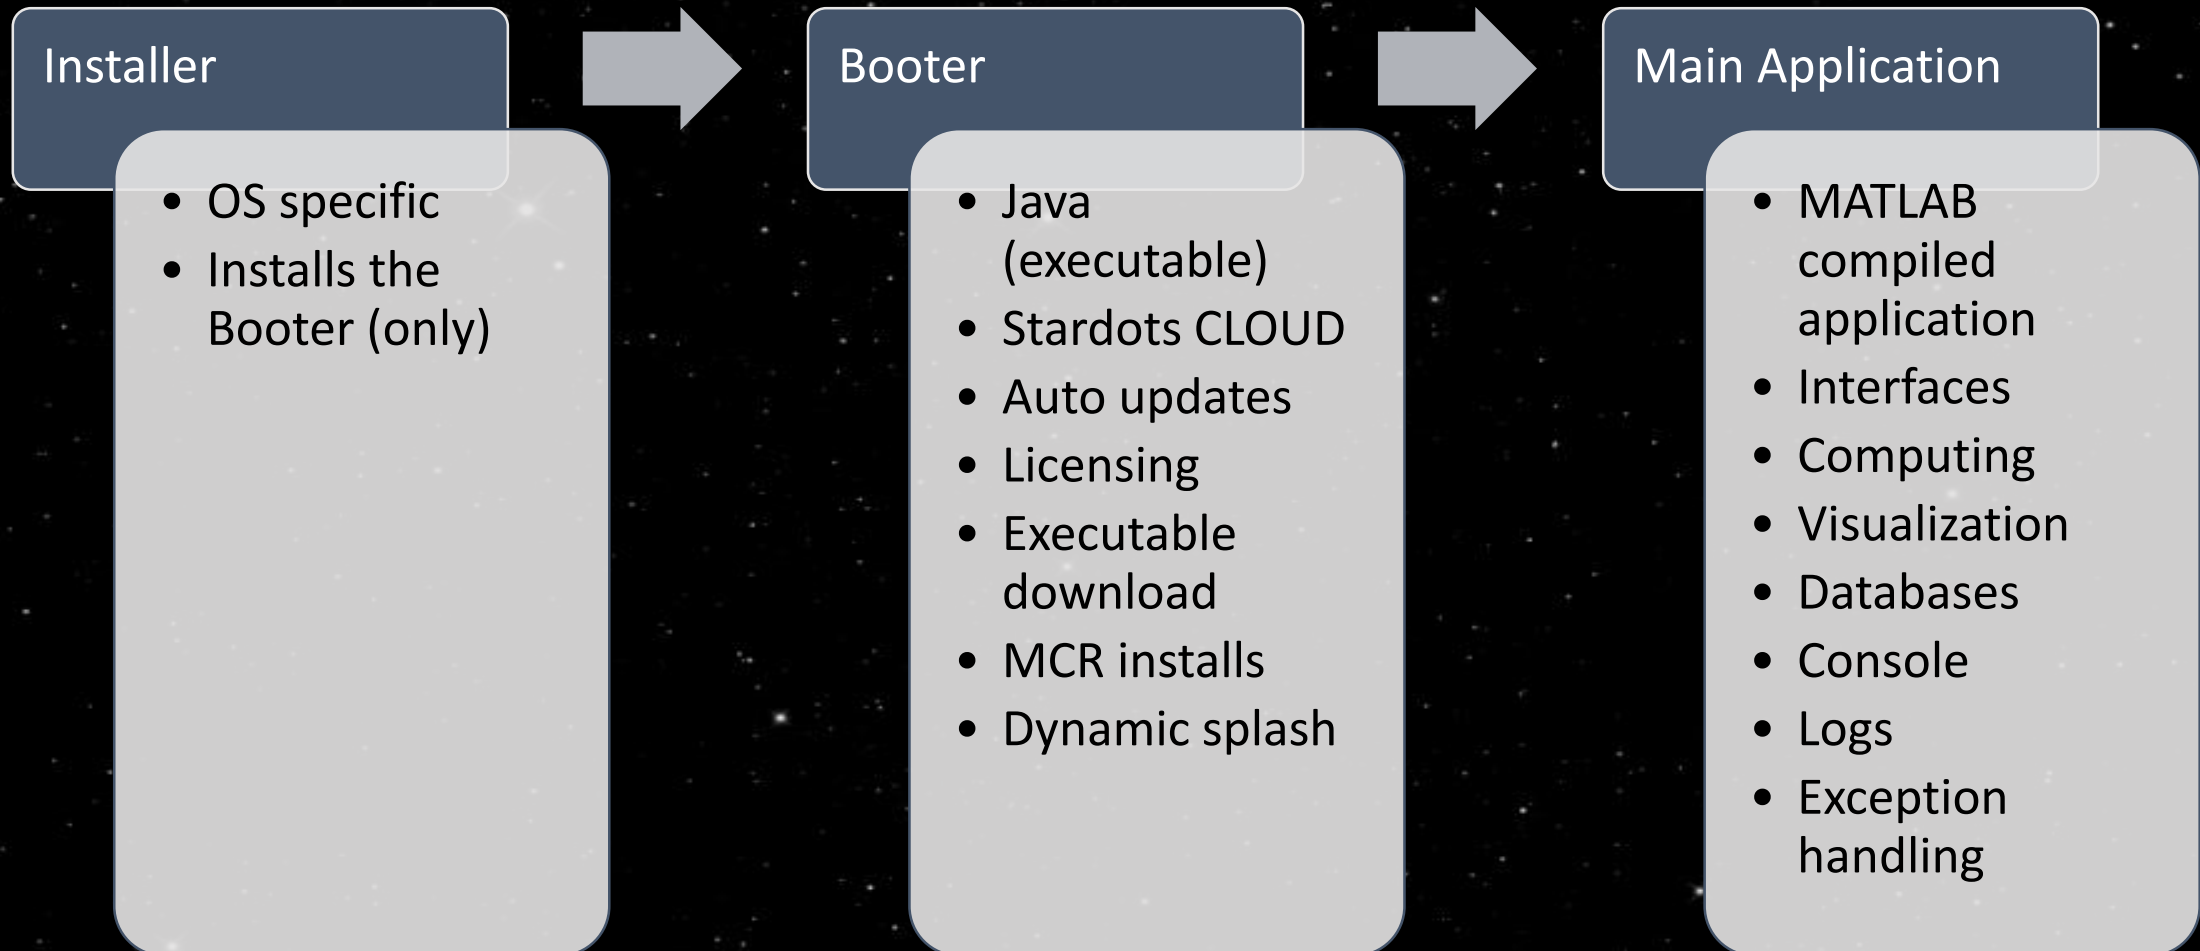 Installer
• OS specific
• Installs the
Booter (only)
Booter
• Java
(executable)
• Stardots CLOUD
• Auto updates
• Licensing
• Executable
download
• MCR installs
• Dynamic splash
Main Application
• MATLAB
compiled
application
• Interfaces
• Computing
• Visualization
• Databases
• Console
• Logs
• Exception
handling